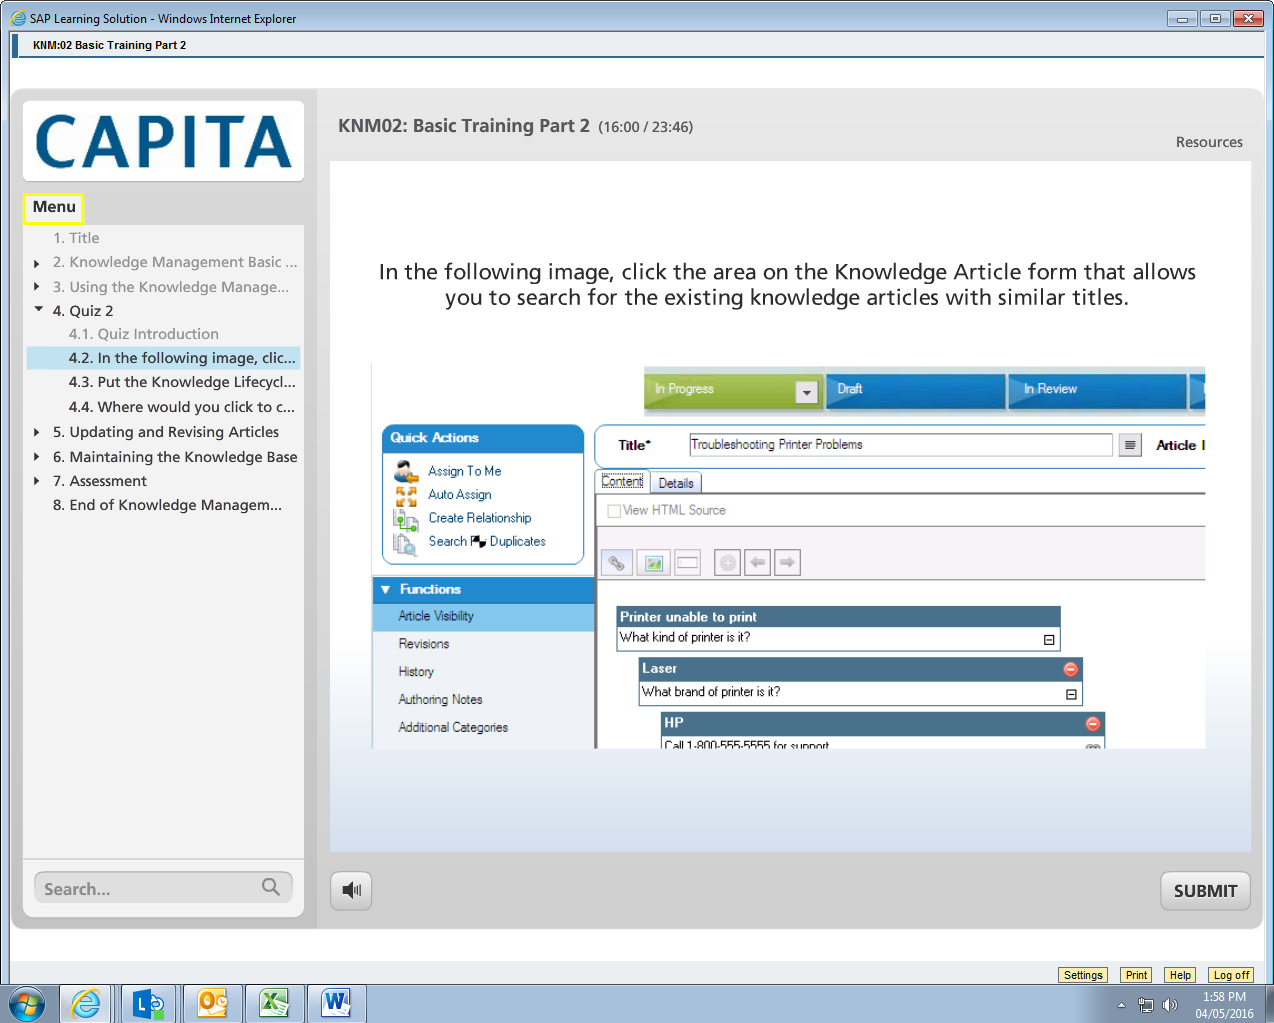 SAP Learning Solution - Windows Internet Explorer
KNM:02 Basic Training Part 2
CAPITA
KNM02: Basic Training Part 2 (16:00 / 23:46)
Resources
Menu
1. Title
2. Knowledge Management Basic ...
3. Using the Knowledge Manage...
4. Quiz 2
4.1. Quiz Introduction
4.2. In the following image, clic...
4.3. Put the Knowledge Lifecycl...
4.4. Where would you click to c...
5. Updating and Revising Articles
6. Maintaining the Knowledge Base
7. Assessment
8. End of Knowledge Managem...
Search...
In the following image, click the area on the Knowledge Article form that allows
you to search for the existing knowledge articles with similar titles.
In Progress
Draft
In Review
Quick Actions
Assign To Me
Auto Assign
Create Relationship
Search Duplicates
Functions
Article Visibility
Revisions
History
Authoring Notes
Additional Categories
Title*
Troubleshooting Printer Problems
Article
Content
Details
View HTML Source
Printer unable to print
What kind of printer is it?
Laser
What brand of printer is it?
HP
Call 1-800-555-5555 for support
SUBMIT
Settings
Print
Help
Log off
1:58 PM
04/05/2016